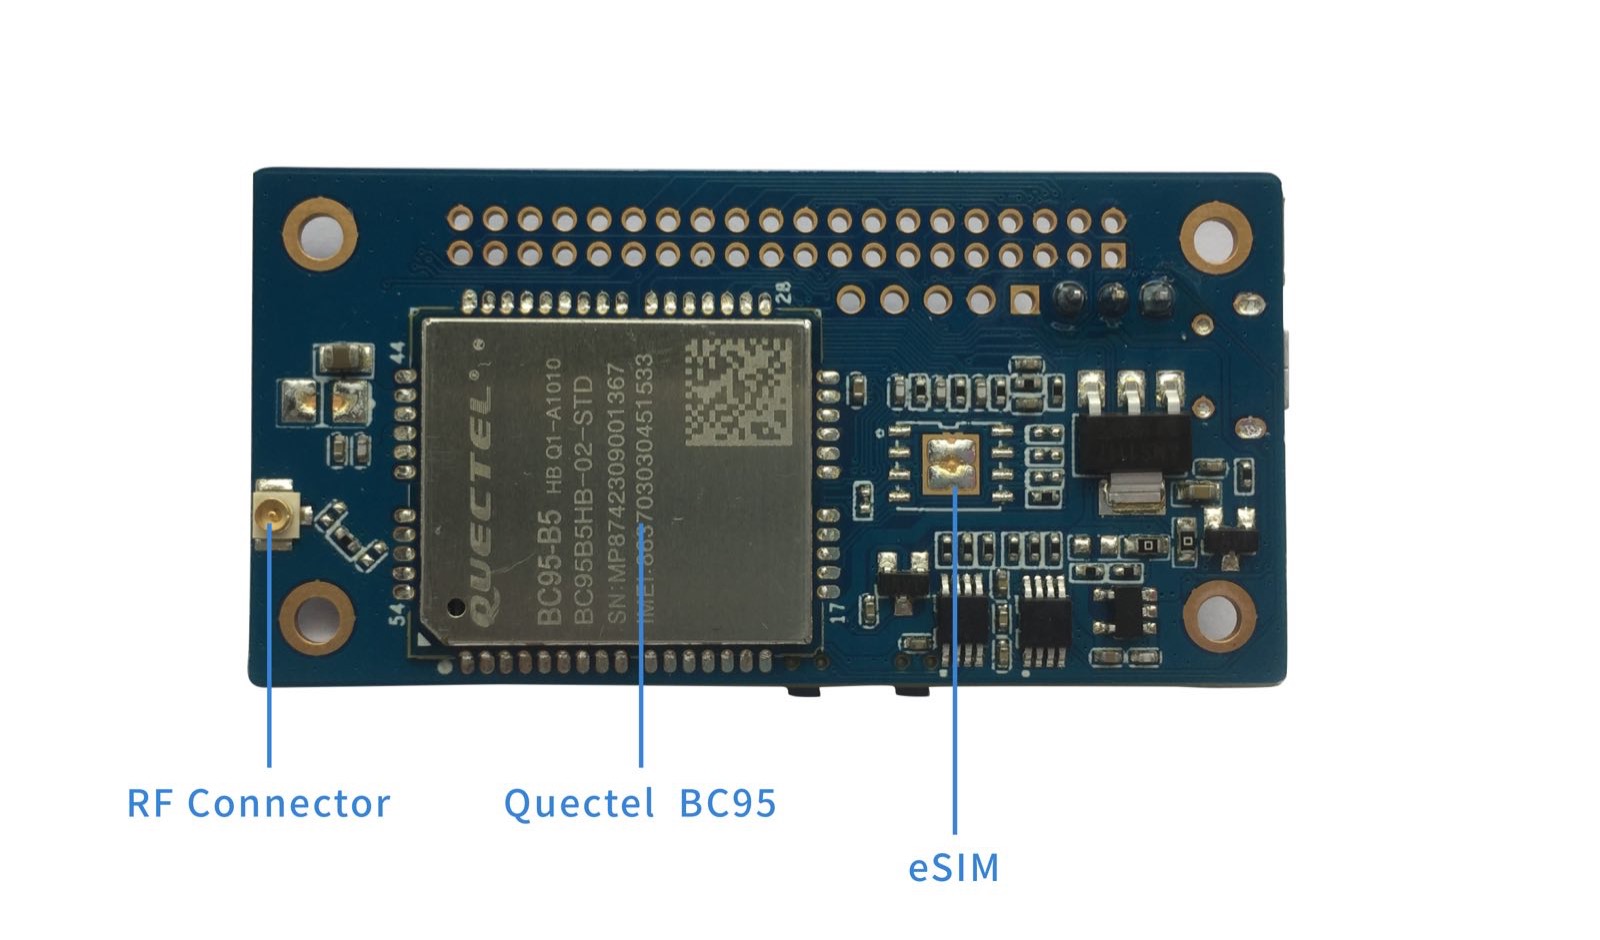 28
44
54
17
QUECTEL®
BC95-B5 HB Q1-A1010
BC95B5HB-02-STD
SN:MP8742309001367
IMEI:863703030451533
RF Connector
Quectel BC95
eSIM